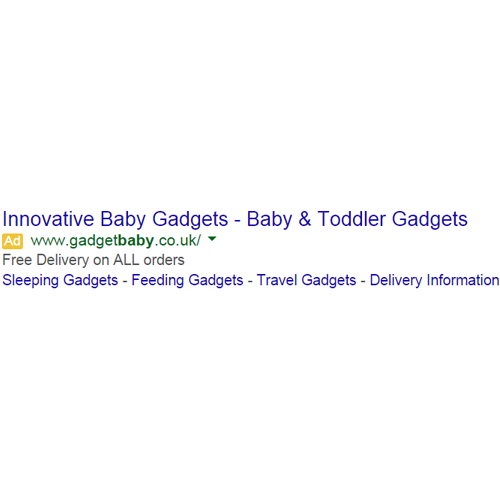 Innovative Baby Gadgets - Baby & Toddler Gadgets
Ad www.gadgetbaby.co.uk/
Free Delivery on ALL orders
Sleeping Gadgets - Feeding Gadgets - Travel Gadgets - Delivery Information